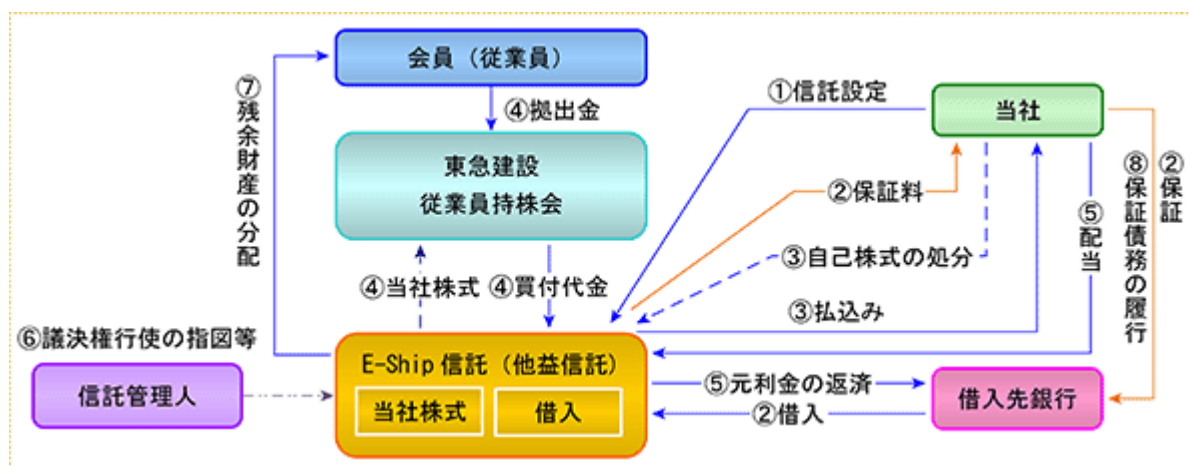 会員（従業員）
⑦残余財産の分配
④拠出金
①信託設定
当社
東急建設
従業員持株会
②保証料
⑤配当
⑧保証債務の履行
②保証
③自己株式の処分
④当社株式
④買付代金
③払込み
⑥議決権行使の指図等
E-Ship 信託（他益信託）
信託管理人
当社株式
借入
⑤元利金の返済
②借入
借入先銀行